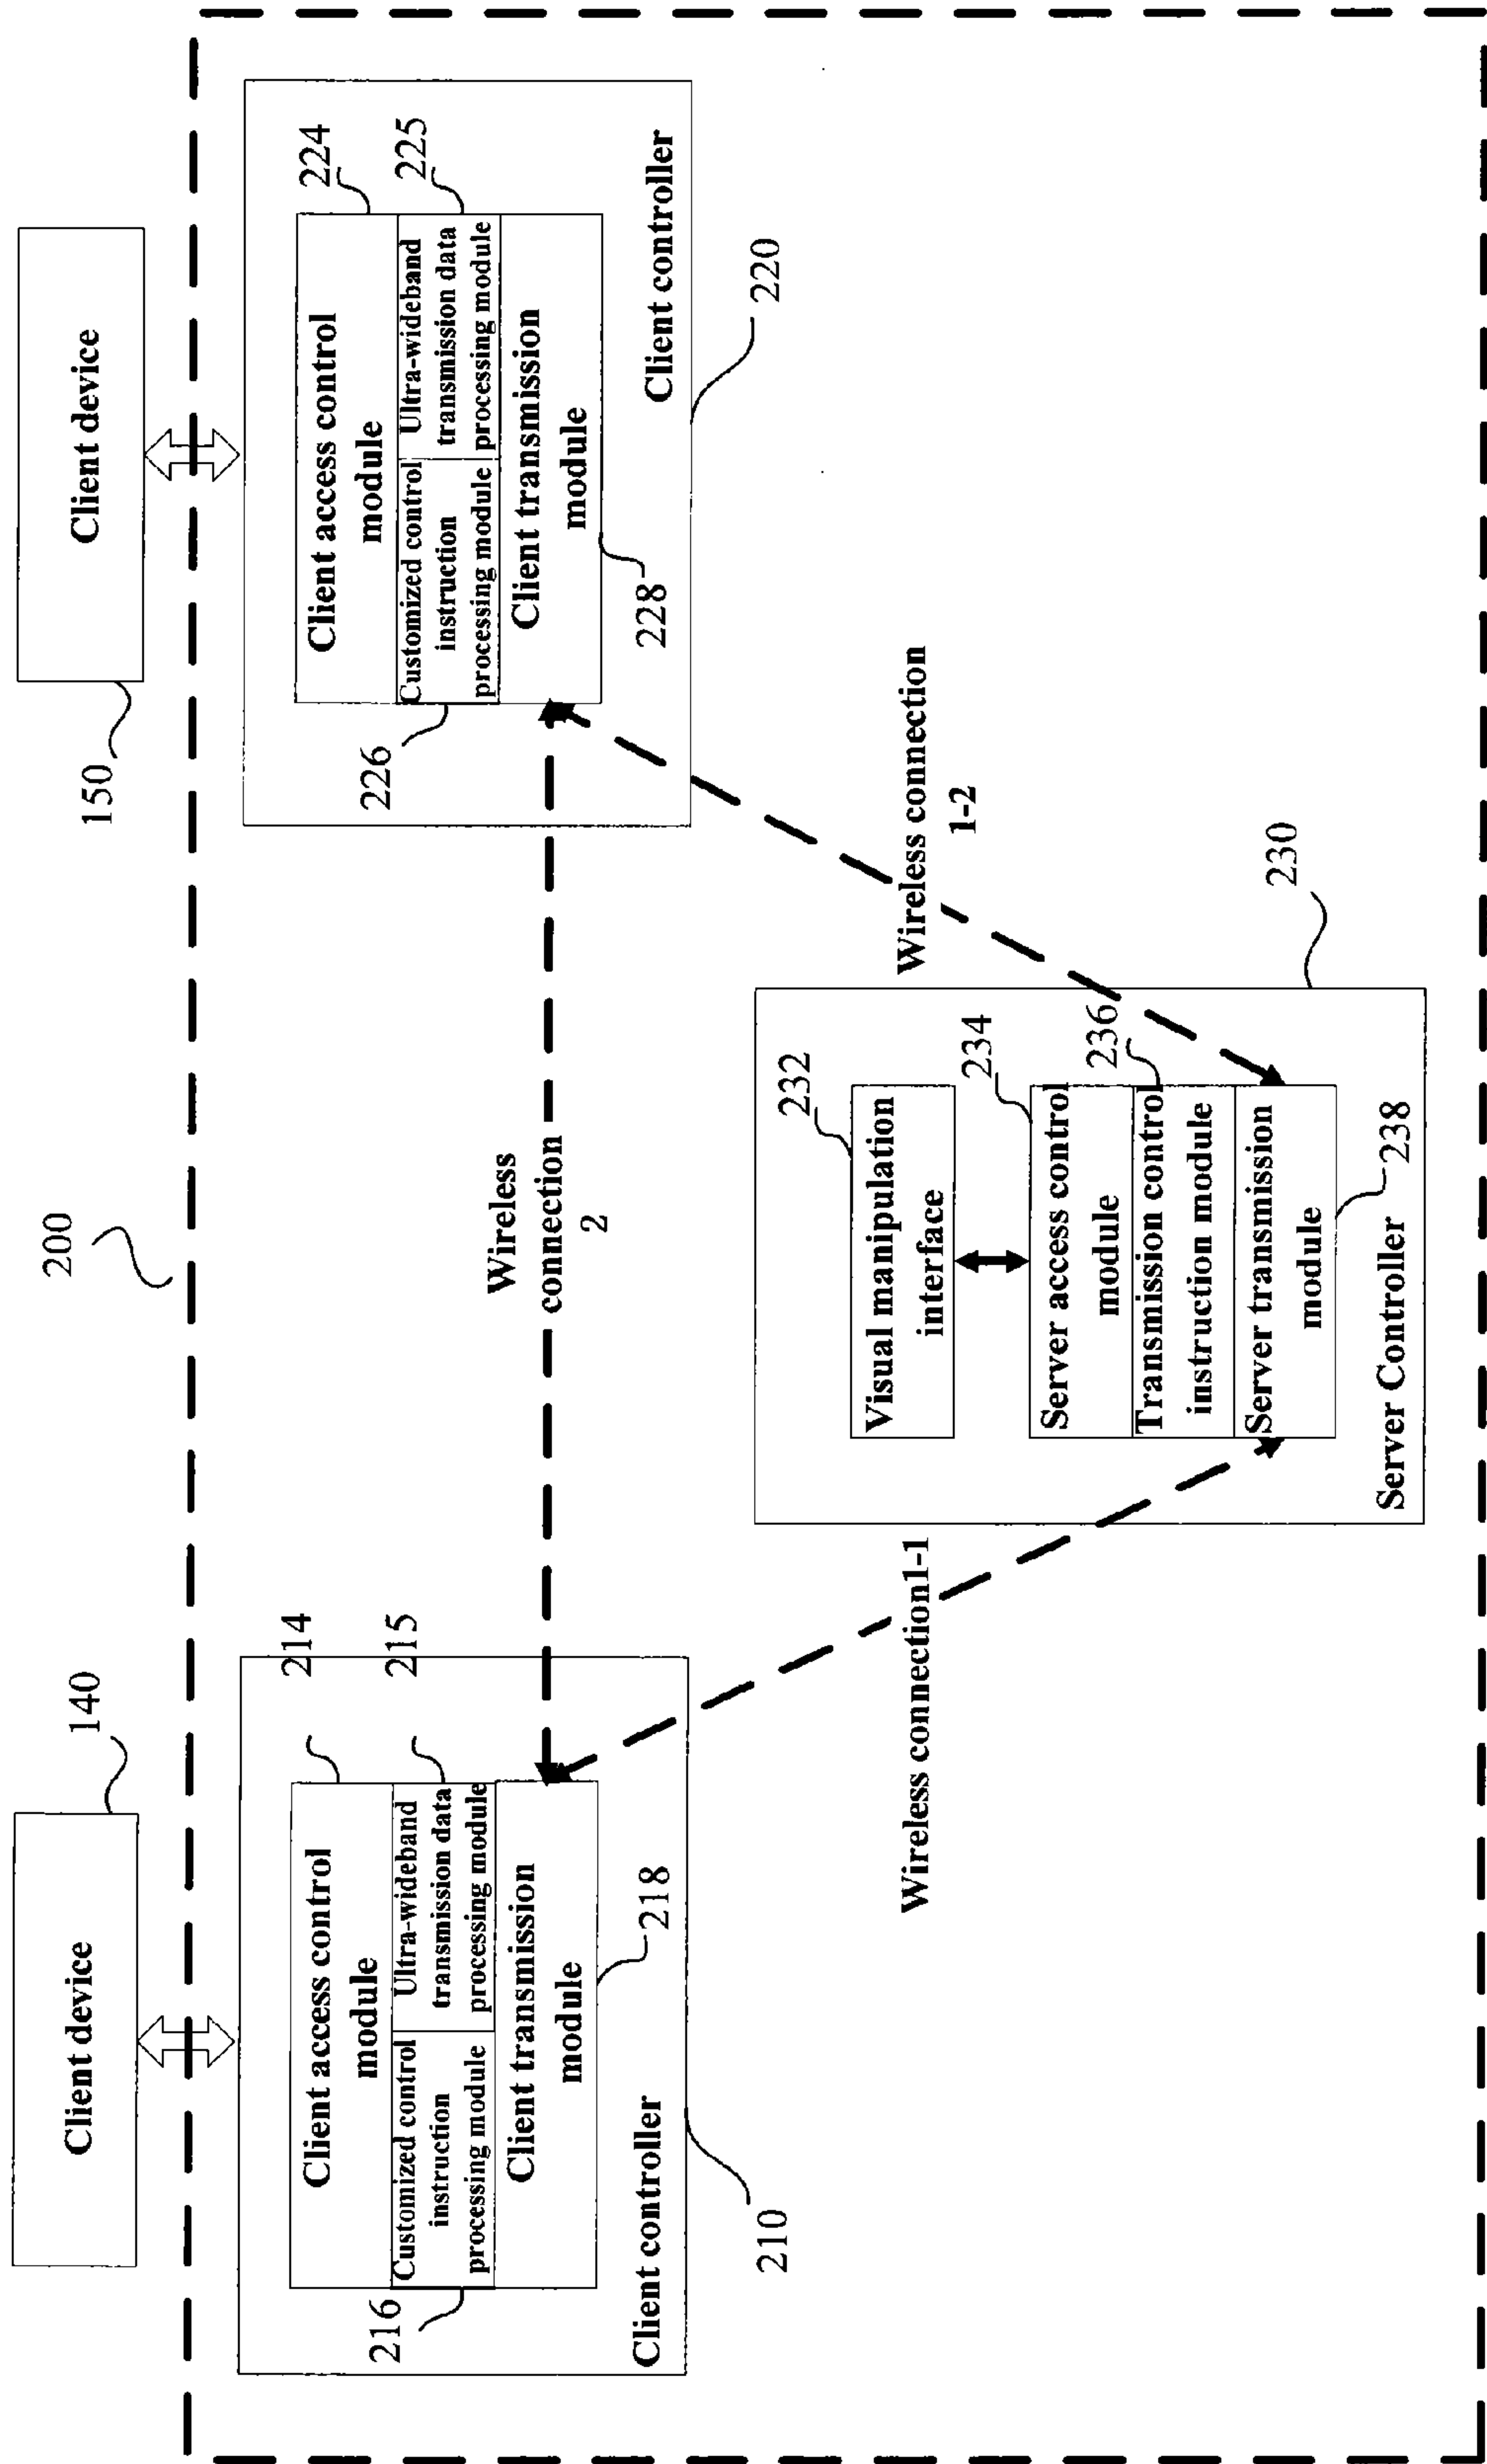 Client device
140
Client device
150
200
Client access control
module
214
Customized control
instruction
processing module
216
Ultra-wideband
transmission data
processing module
215
Client transmission
module
218
Client controller
210
Client access control
module
224
Customized control
instruction
processing module
226
Ultra-wideband
transmission data
processing module
225
Client transmission
module
228
Client controller
220
Wireless
connection
2
Wireless connection1-1
Wireless connection
1-2
Visual manipulation
interface
232
Server access control
module
234
Transmission control
instruction module
236
Server transmission
module
238
Server Controller
230